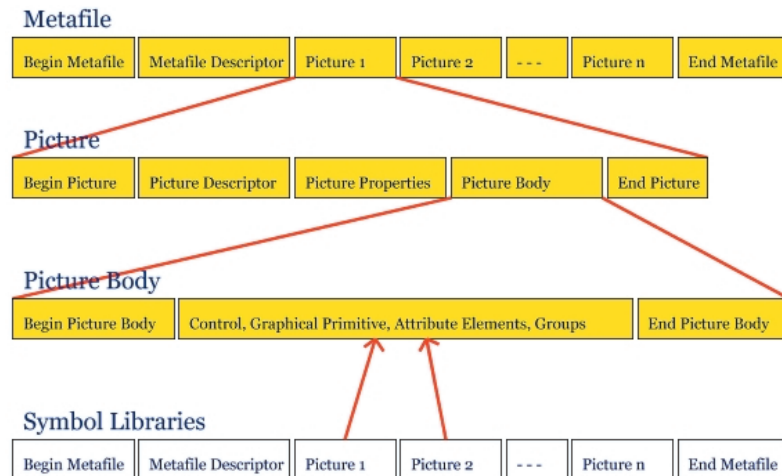 Metafile
Begin Metafile Metafile Descriptor Picture 1 Picture 2 - - - Picture n End Metafile
Picture
Begin Picture Picture Descriptor Picture Properties Picture Body End Picture
Picture Body
Begin Picture Body Control, Graphical Primitive, Attribute Elements, Groups End Picture Body
Symbol Libraries
Begin Metafile Metafile Descriptor Picture 1 Picture 2 - - - Picture n End Metafile